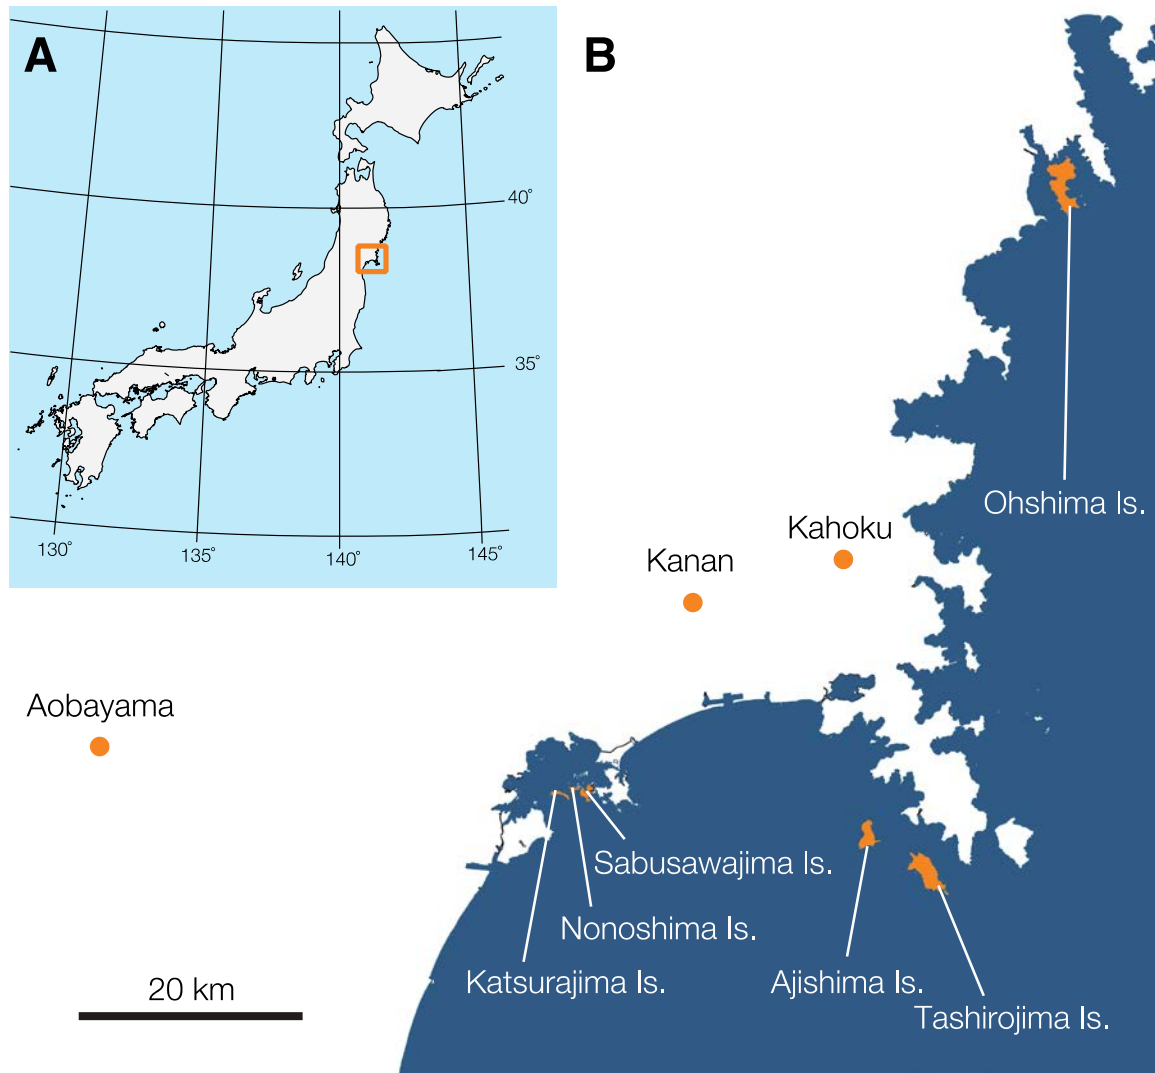 A
B
40°
35°
130°
135°
140°
145°
Ohshima Is.
Kahoku
Kanan
Aobayama
Sabusawajima Is.
Nonoshima Is.
Katsurajima Is.
Ajishima Is.
Tashirojima Is.
20 km